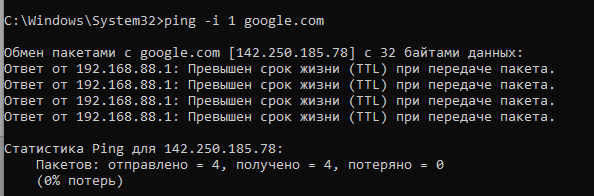 C:\Windows\System32>ping -i 1 google.com
Обмен пакетами с google.com [142.250.185.78] с 32 байтами данных:
Ответ от 192.168.88.1: Превышен срок жизни (TTL) при передаче пакета.
Ответ от 192.168.88.1: Превышен срок жизни (TTL) при передаче пакета.
Ответ от 192.168.88.1: Превышен срок жизни (TTL) при передаче пакета.
Ответ от 192.168.88.1: Превышен срок жизни (TTL) при передаче пакета.
Статистика Ping для 142.250.185.78:
Пакетов: отправлено = 4, получено = 4, потеряно = 0
(0% потерь)